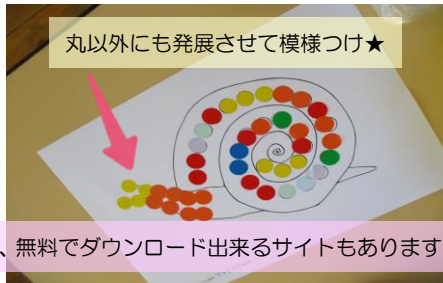 丸以外にも発展させて模様つけ★
、無料でダウンロード出来るサイトもあります